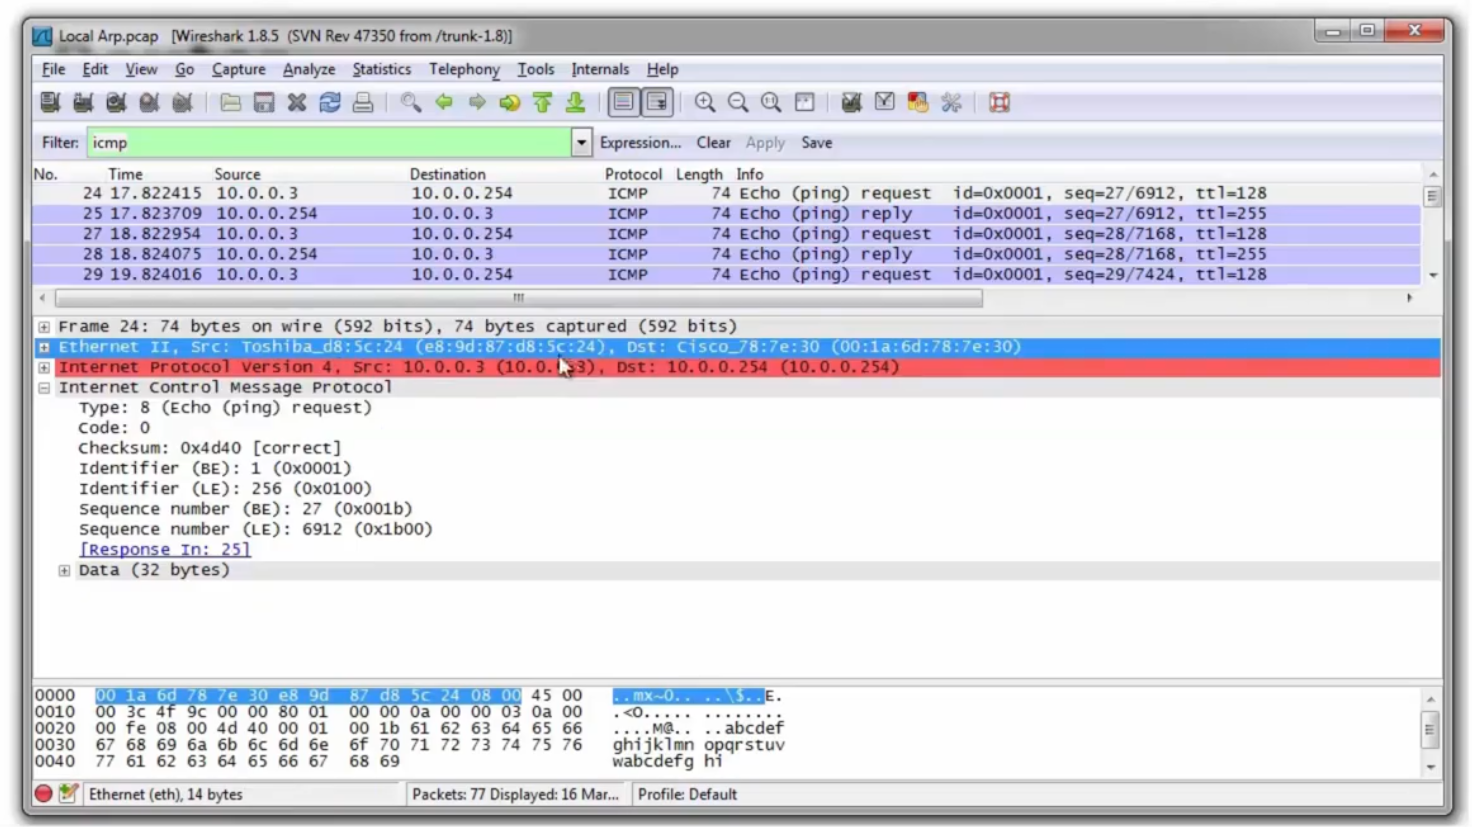 Local Arp.pcap [Wireshark 1.8.5 (SVN Rev 47350 from /trunk-1.8)]
File Edit View Go Capture Analyze Statistics Telephony Tools Internals Help
Filter: icmp Expression... Clear Apply Save
No. Time Source Destination Protocol Length Info
24 17.822415 10.0.0.3 10.0.0.254 ICMP 74 Echo (ping) request id=0x0001, seq=27/6912, ttl=128
25 17.823709 10.0.0.254 10.0.0.3 ICMP 74 Echo (ping) reply id=0x0001, seq=27/6912, ttl=255
27 18.822954 10.0.0.3 10.0.0.254 ICMP 74 Echo (ping) request id=0x0001, seq=28/7168, ttl=128
28 18.824075 10.0.0.254 10.0.0.3 ICMP 74 Echo (ping) reply id=0x0001, seq=28/7168, ttl=255
29 19.824016 10.0.0.3 10.0.0.254 ICMP 74 Echo (ping) request id=0x0001, seq=29/7424, ttl=128
Frame 24: 74 bytes on wire (592 bits), 74 bytes captured (592 bits)
Ethernet II, Src: Toshiba_d8:5c:24 (e8:9d:87:d8:5c:24), Dst: Cisco_78:7e:30 (00:1a:6d:78:7e:30)
Internet Protocol Version 4, Src: 10.0.0.3 Dst: 10.0.0.254 (10.0.0.254)
Internet Control Message Protocol
Type: 8 (Echo (ping) request)
Code: 0
Checksum: 0x4d40 [correct]
Identifier (BE): 1 (0x0001)
Identifier (LE): 256 (0x0100)
Sequence number (BE): 27 (0x001b)
Sequence number (LE): 6912 (0x1b00)
[Response In: 25]
Data (32 bytes)
0000 00 1a 6d 78 7e 30 e8 9d 87 d8 5c 24 08 00 45 00 ..mx~0.. ..\$..E.
0010 00 3c 4f 9c 00 00 80 01 00 00 0a 00 00 03 0a 00 .<O..... ........
0020 00 fe 08 00 4d 40 00 01 00 1b 61 62 63 64 65 66 ....M@.. ..abcdef
0030 67 68 69 6a 6b 6c 6d 6e 6f 70 71 72 73 74 75 76 ghijklmn opqrstuv
0040 77 61 62 63 64 65 66 67 68 69 wabcdefg hi
Ethernet (eth), 14 bytes Packets: 77 Displayed: 16 Mar... Profile: Default